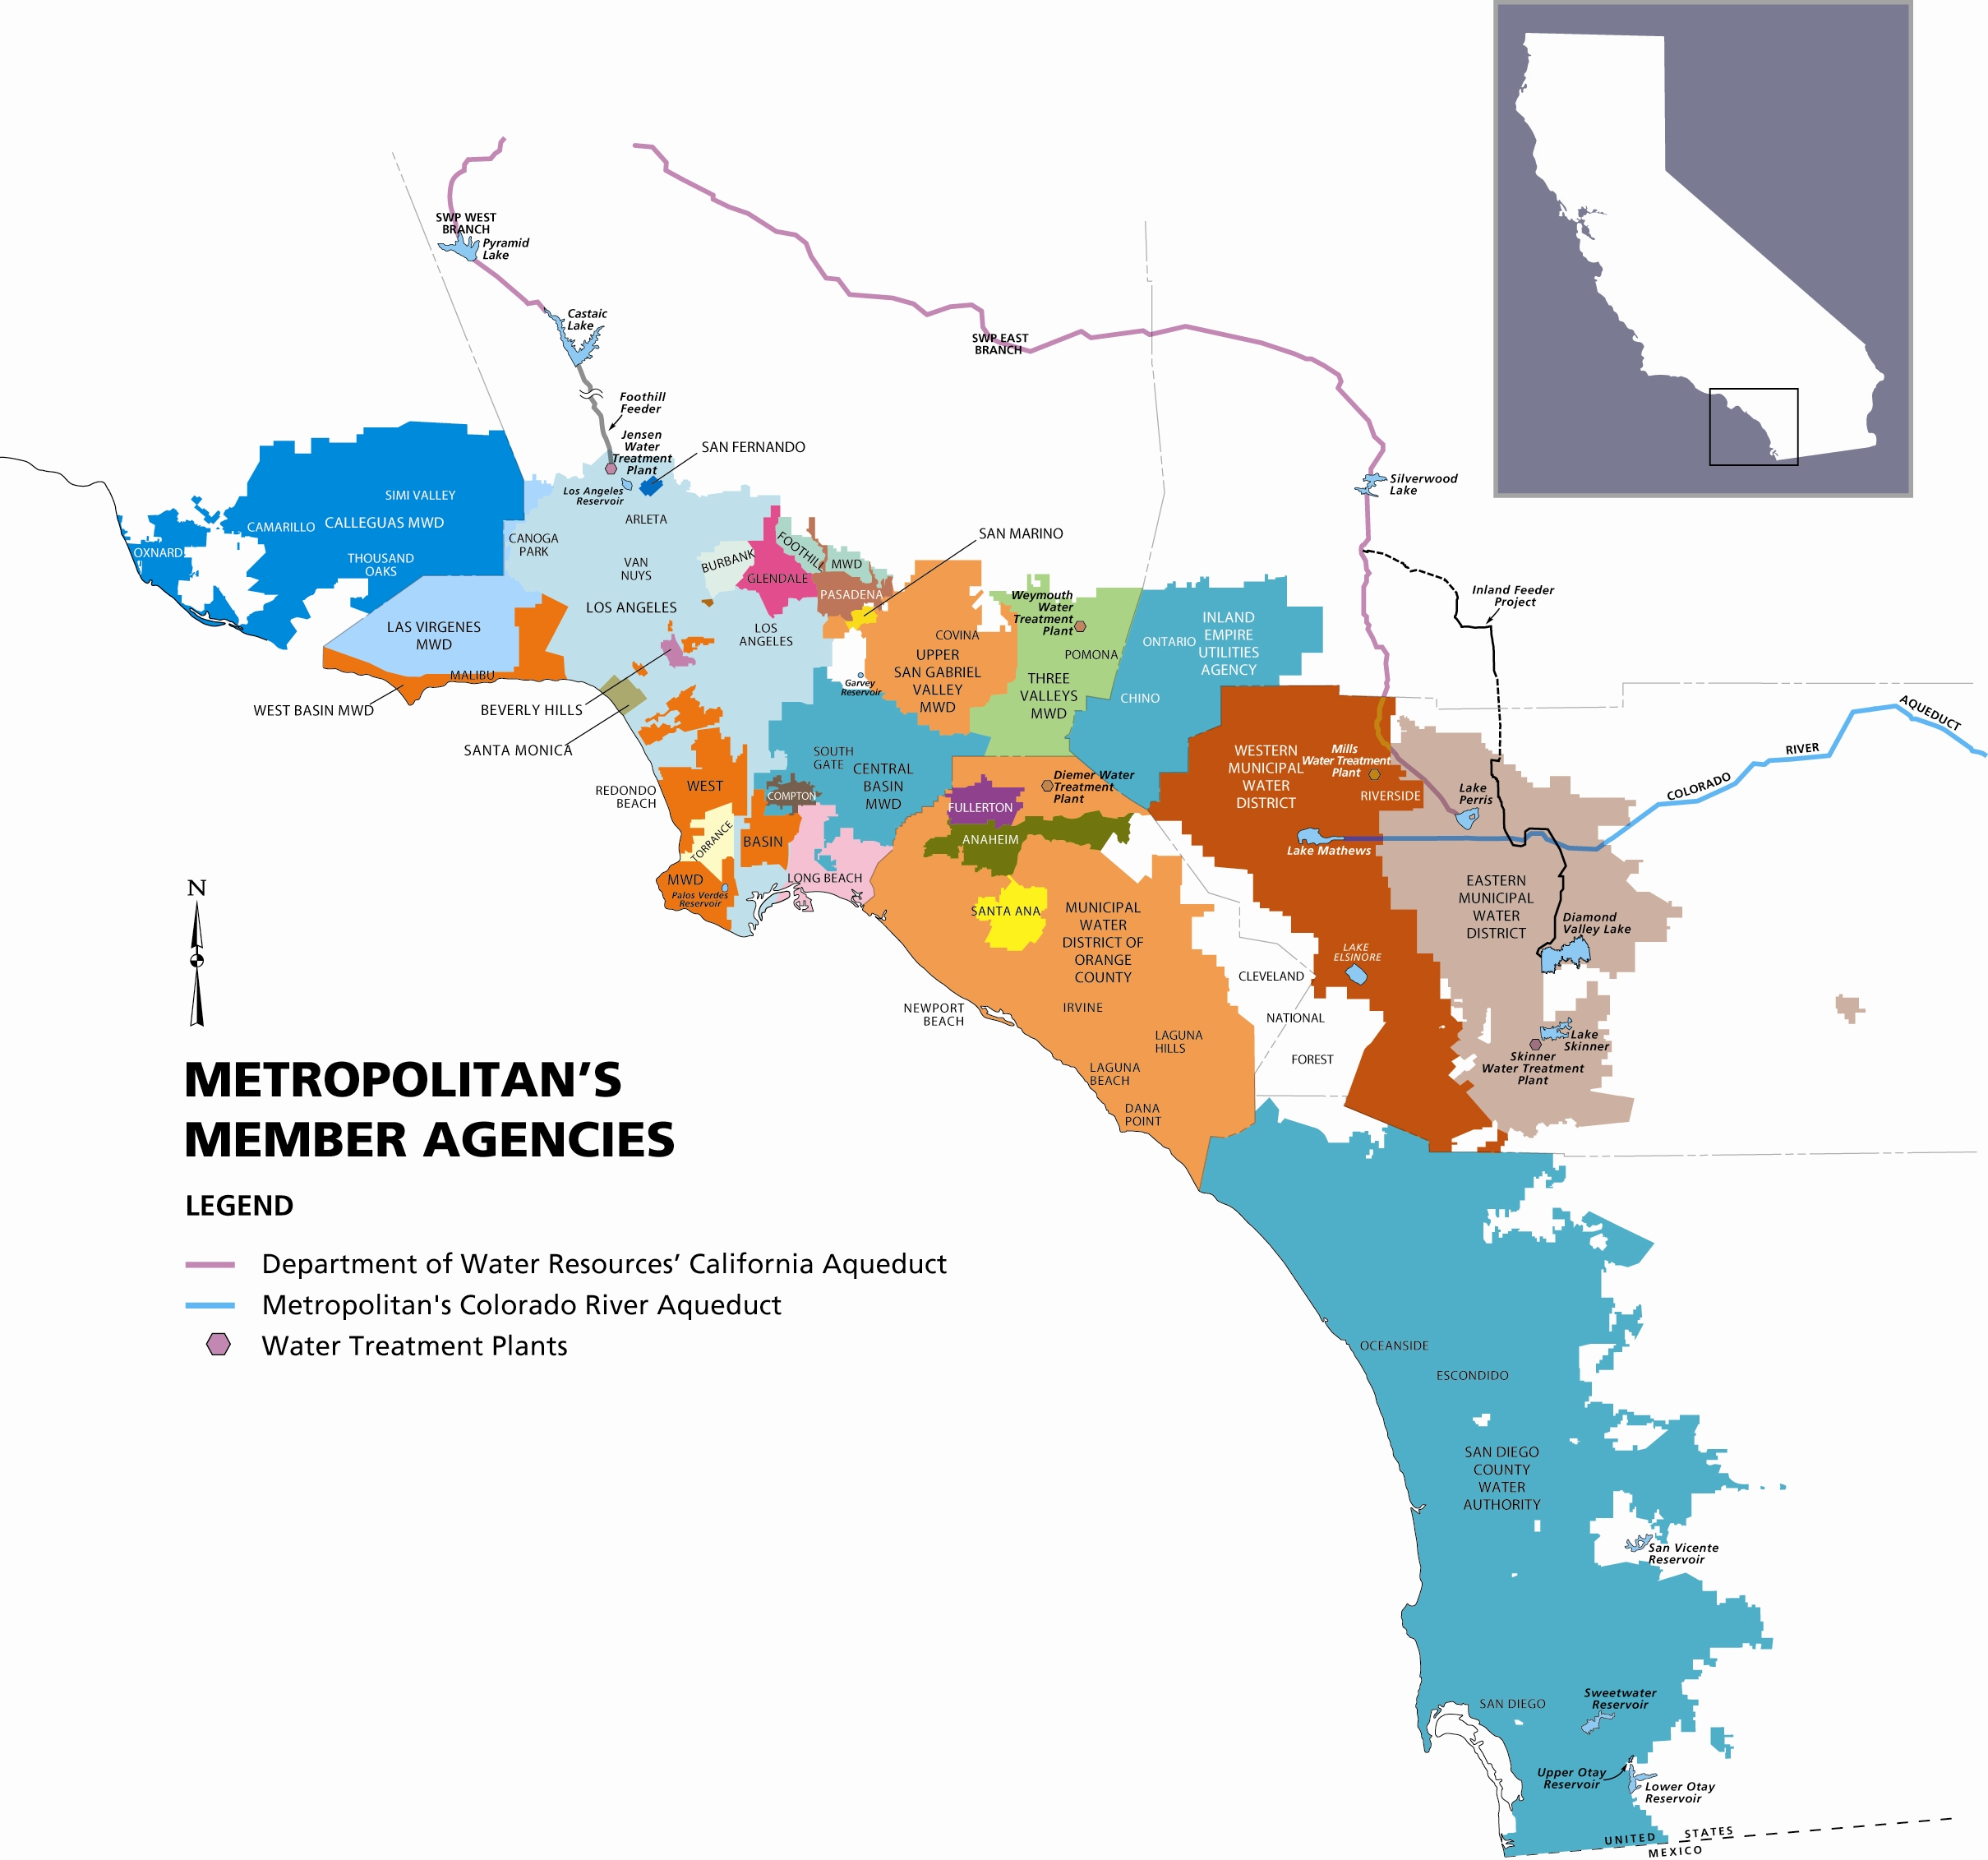 SWP WEST
BRANCH
Pyramid
Lake
Castaic
Lake
SWP EAST
BRANCH
Foothill
Feeder
Jensen
Water
Treatment
Plant
SAN FERNANDO
Los Angeles
Reservoir
Silverwood
Lake
SIMI VALLEY
CAMARILLO
CALLEGUAS MWD
OXNARD
THOUSAND
OAKS
CANOGA
PARK
ARLETA
VAN
NUYS
BURBANK
GLENDALE
FOOTHILL
MWD
PASADENA
SAN MARINO
LOS ANGELES
LOS
ANGELES
LAS VIRGENES
MWD
MALIBU
WEST BASIN MWD
BEVERLY HILLS
SANTA MONICA
Garvey
Reservoir
COVINA
UPPER
SAN GABRIEL
VALLEY
MWD
Weymouth
Water
Treatment
Plant
POMONA
THREE
VALLEYS
MWD
ONTARIO
INLAND
EMPIRE
UTILITIES
AGENCY
CHINO
Inland Feeder
Project
AQUEDUCT
RIVER
COLORADO
REDONDO
BEACH
WEST
BASIN
MWD
TORRANCE
Palos Verdes
Reservoir
SOUTH
GATE
CENTRAL
BASIN
MWD
COMPTON
LONG BEACH
FULLERTON
Diemer Water
Treatment
Plant
ANAHEIM
SANTA ANA
MUNICIPAL
WATER
DISTRICT OF
ORANGE
COUNTY
WESTERN
MUNICIPAL
WATER
DISTRICT
Mills
Water Treatment
Plant
RIVERSIDE
Lake
Perris
Lake Mathews
EASTERN
MUNICIPAL
WATER
DISTRICT
Diamond
Valley Lake
LAKE
ELSINORE
CLEVELAND
NATIONAL
FOREST
Lake
Skinner
Skinner
Water Treatment
Plant
NEWPORT
BEACH
IRVINE
LAGUNA
HILLS
LAGUNA
BEACH
DANA
POINT
N
METROPOLITAN’S
MEMBER AGENCIES
LEGEND
Department of Water Resources’ California Aqueduct
Metropolitan's Colorado River Aqueduct
Water Treatment Plants
OCEANSIDE
ESCONDIDO
SAN DIEGO
COUNTY
WATER
AUTHORITY
San Vicente
Reservoir
SAN DIEGO
Sweetwater
Reservoir
Upper Otay
Reservoir
Lower Otay
Reservoir
UNITED STATES
MEXICO